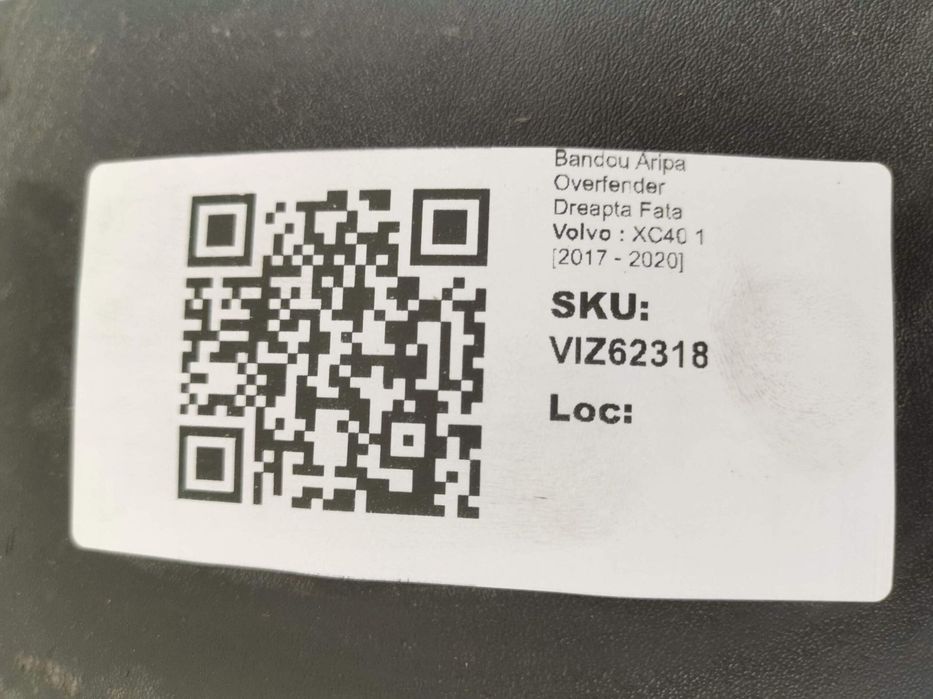 Bandou Aripa
Overfender
Dreapta Fata
Volvo : XC40 1
[2017 - 2020]
SKU:
VIZ62318
Loc: